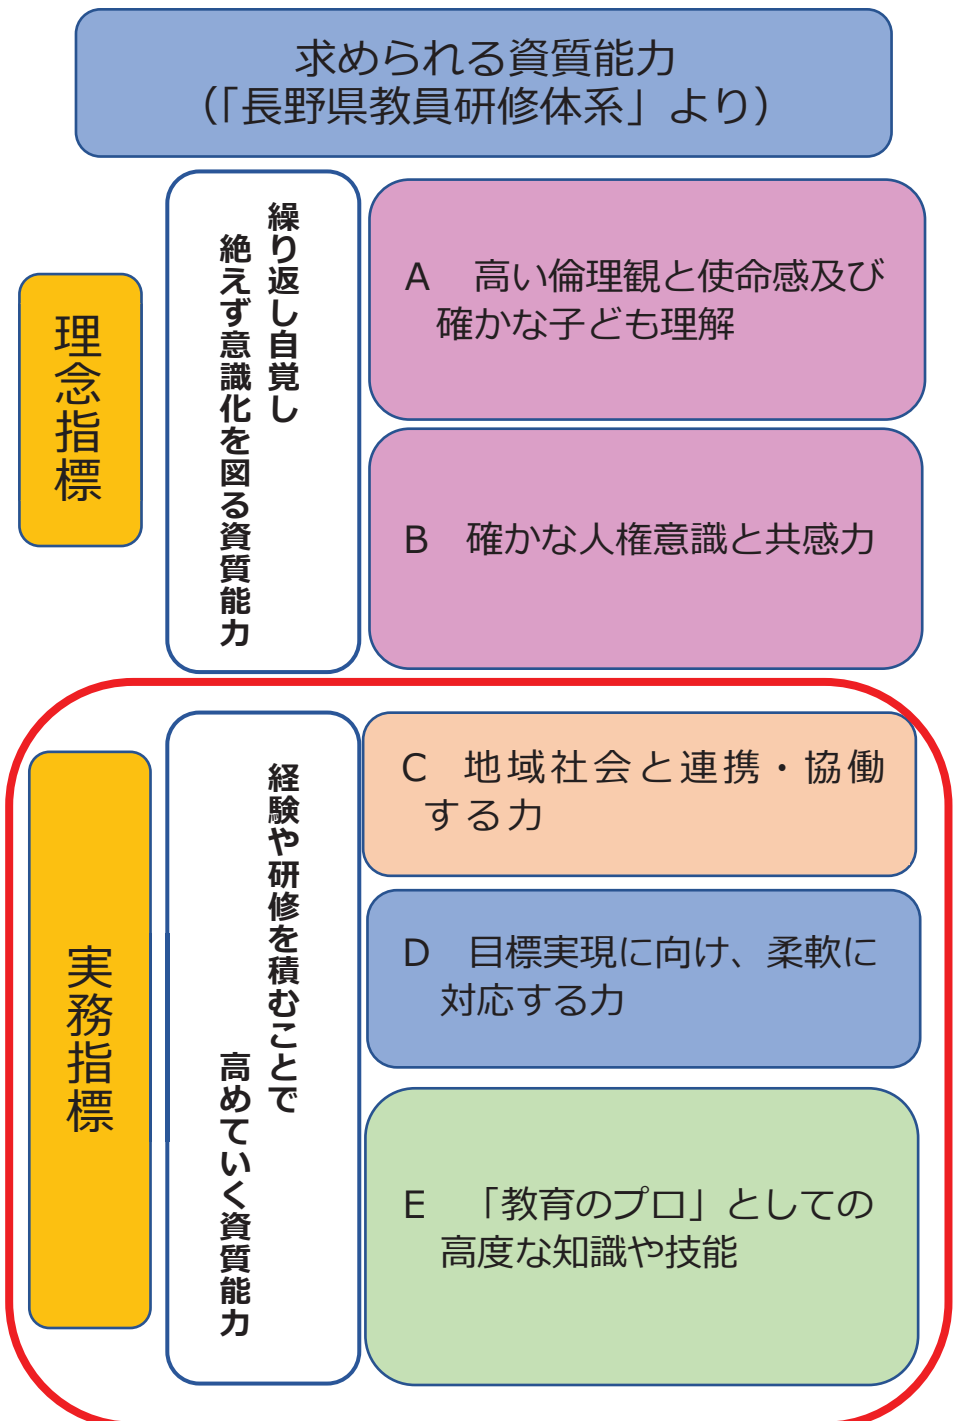 求められる資質能力
（「長野県教員研修体系」より）
理念指標
繰り返し自覚し
絶えず意識化を図る資質能力
A　高い倫理観と使命感及び
確かな子ども理解
B　確かな人権意識と共感力
実務指標
経験や研修を積むことで
高めていく資質能力
C　地域社会と連携・協働
する力
D　目標実現に向け、柔軟に
対応する力
E　「教育のプロ」としての
高度な知識や技能